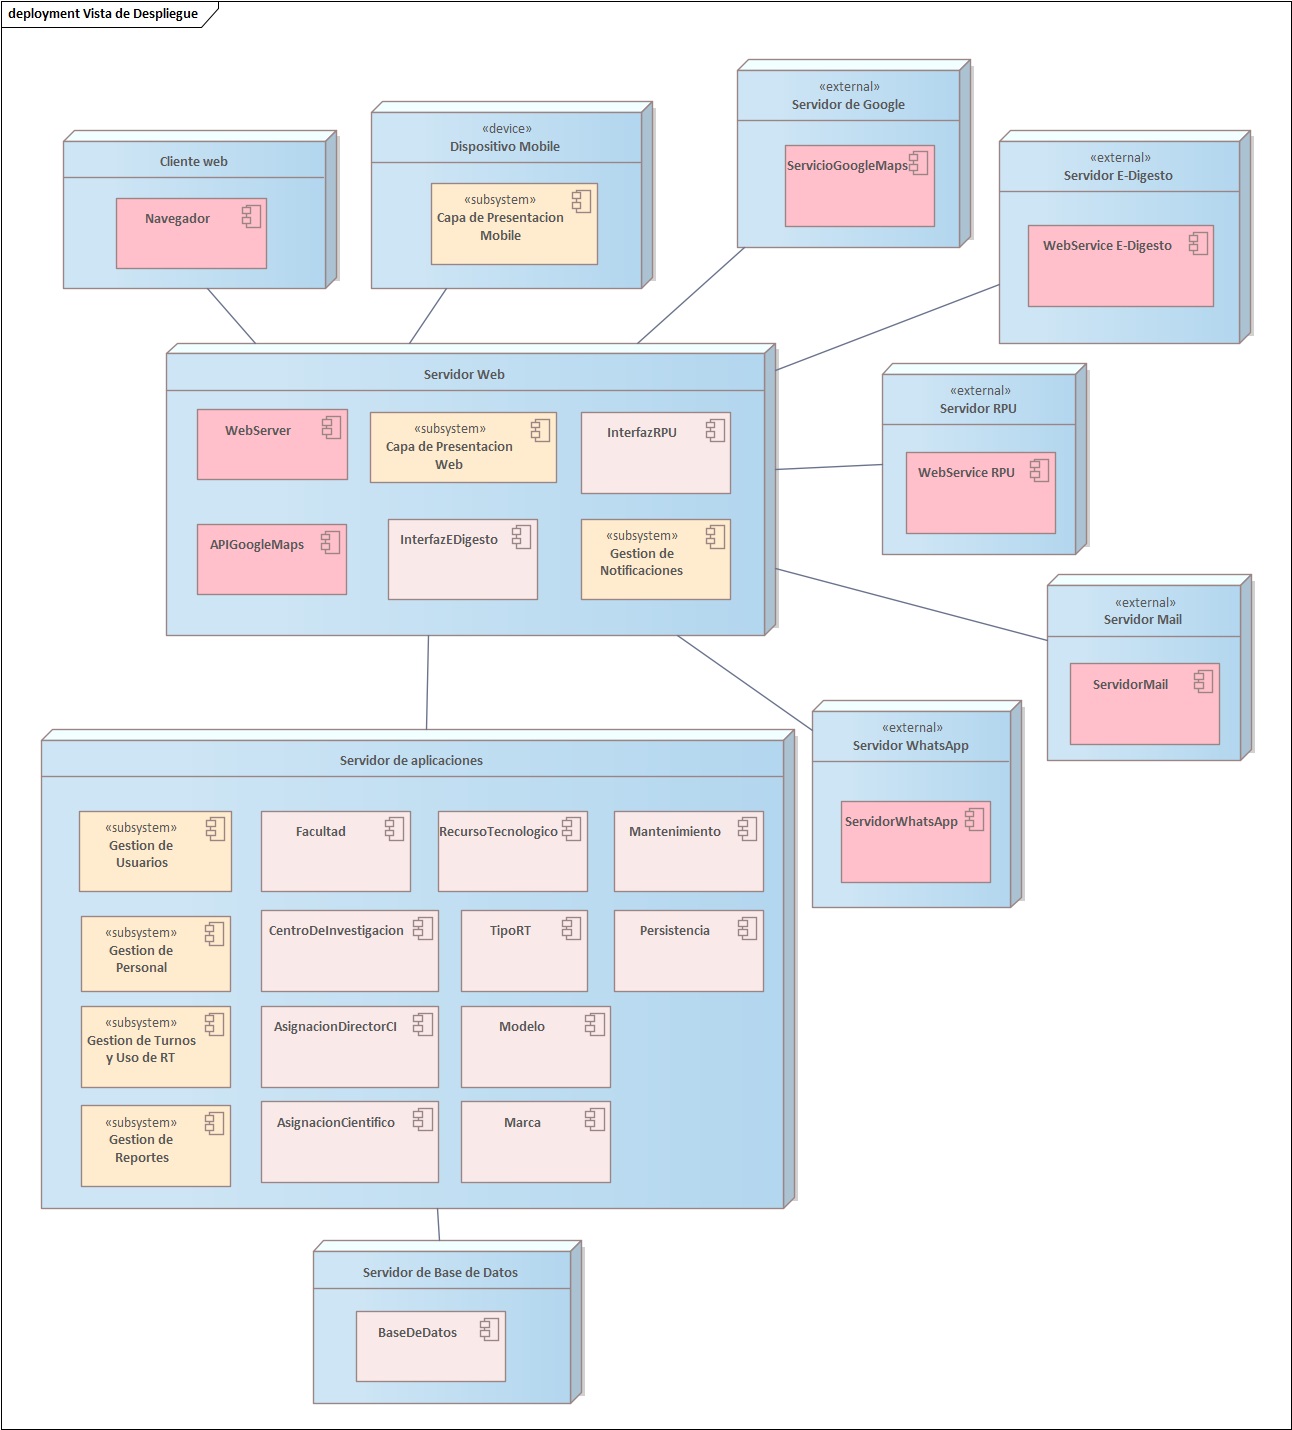 deployment Vista de Despliegue
«external»
Servidor de Google
ServicioGoogleMaps
«device»
Dispositivo Mobile
«subsystem»
Capa de Presentacion
Mobile
Cliente web
Navegador
«external»
Servidor E-Digesto
WebService E-Digesto
Servidor Web
WebServer
«subsystem»
Capa de Presentacion
Web
InterfazRPU
APIGoogleMaps
InterfazEDigesto
«subsystem»
Gestion de
Notificaciones
«external»
Servidor RPU
WebService RPU
«external»
Servidor Mail
ServidorMail
«external»
Servidor WhatsApp
ServidorWhatsApp
Servidor de aplicaciones
«subsystem»
Gestion de
Usuarios
Facultad
RecursoTecnologico
Mantenimiento
«subsystem»
Gestion de
Personal
CentroDeInvestigacion
TipoRT
Persistencia
«subsystem»
Gestion de Turnos
y Uso de RT
AsignacionDirectorCI
Modelo
«subsystem»
Gestion de
Reportes
AsignacionCientifico
Marca
Servidor de Base de Datos
BaseDeDatos